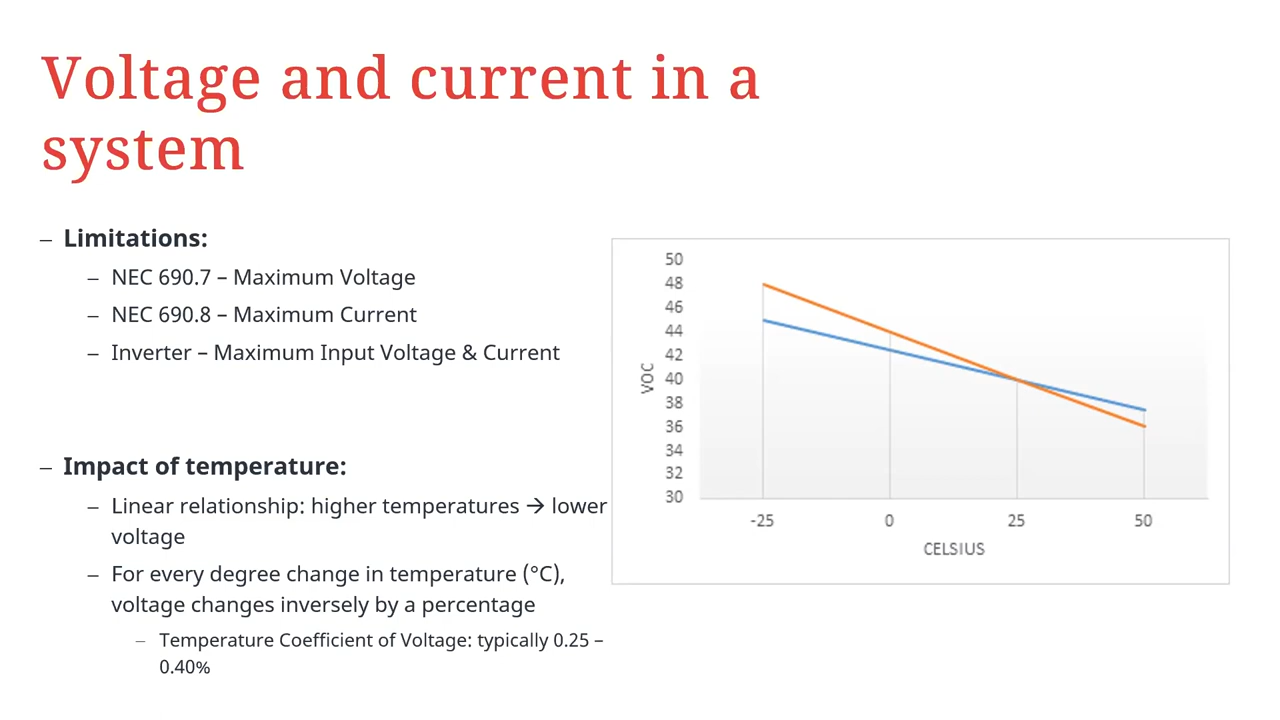 Voltage and current in a
system
– Limitations:
– NEC 690.7 – Maximum Voltage
– NEC 690.8 – Maximum Current
– Inverter – Maximum Input Voltage & Current
– Impact of temperature:
– Linear relationship: higher temperatures → lower
voltage
– For every degree change in temperature (°C),
voltage changes inversely by a percentage
– Temperature Coefficient of Voltage: typically 0.25 –
0.40%
50
48
46
44
42
40
38
36
34
32
30
VOC
-25 0 25 50
CELSIUS